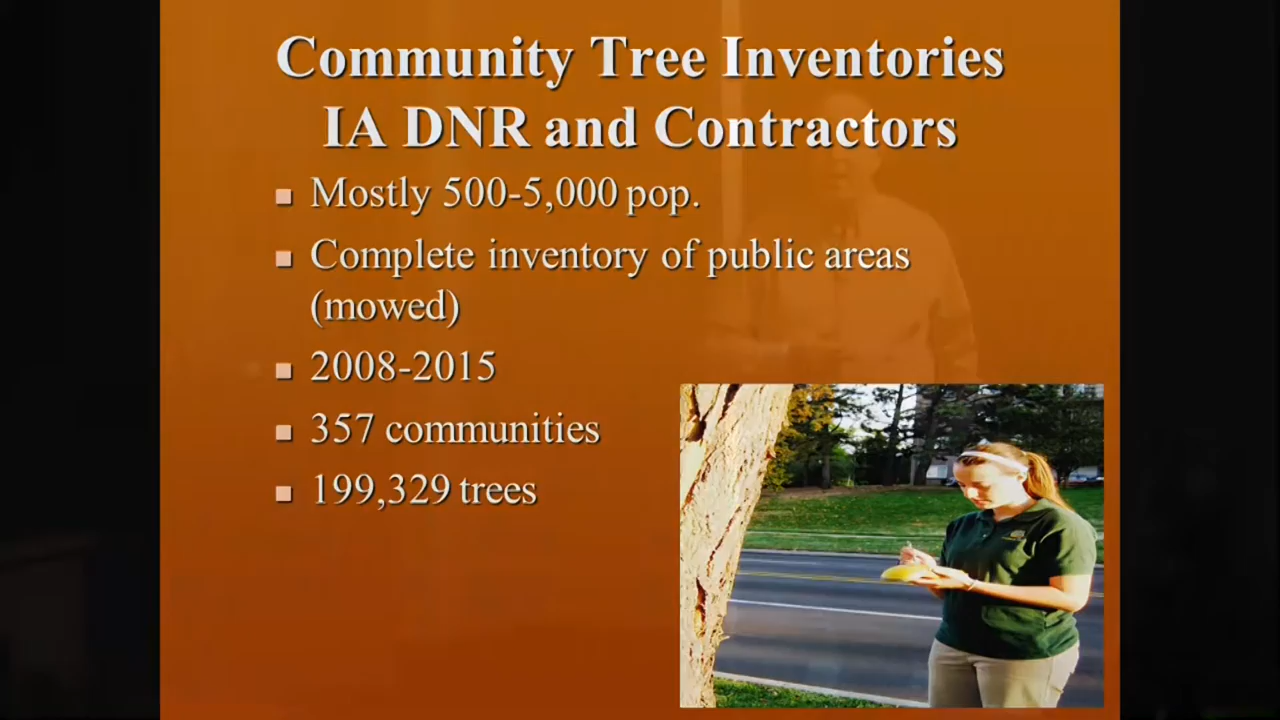 Community Tree Inventories
IA DNR and Contractors
Mostly 500-5,000 pop.
Complete inventory of public areas
(mowed)
2008-2015
357 communities
199,329 trees